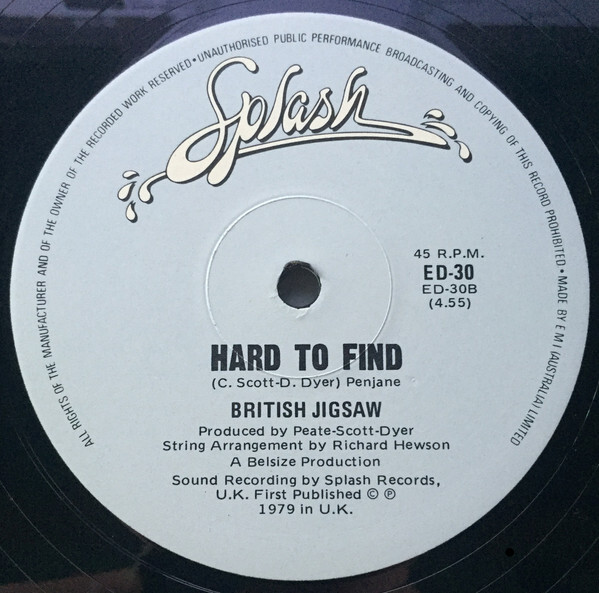 ALL RIGHTS OF THE MANUFACTURER AND OF THE OWNER OF THE RECORDED WORK RESERVED • UNAUTHORISED PUBLIC PERFORMANCE BROADCASTING AND COPYING OF THIS RECORD PROHIBITED • MADE BY E M I (AUSTRALIA) LIMITED
Splash
45 R.P.M.
ED-30
ED-30B
(4.55)
HARD TO FIND
(C. Scott-D. Dyer) Penjane
BRITISH JIGSAW
Produced by Peate-Scott-Dyer
String Arrangement by Richard Hewson
A Belsize Production
Sound Recording by Splash Records,
U.K. First Published © ℗
1979 in U.K.